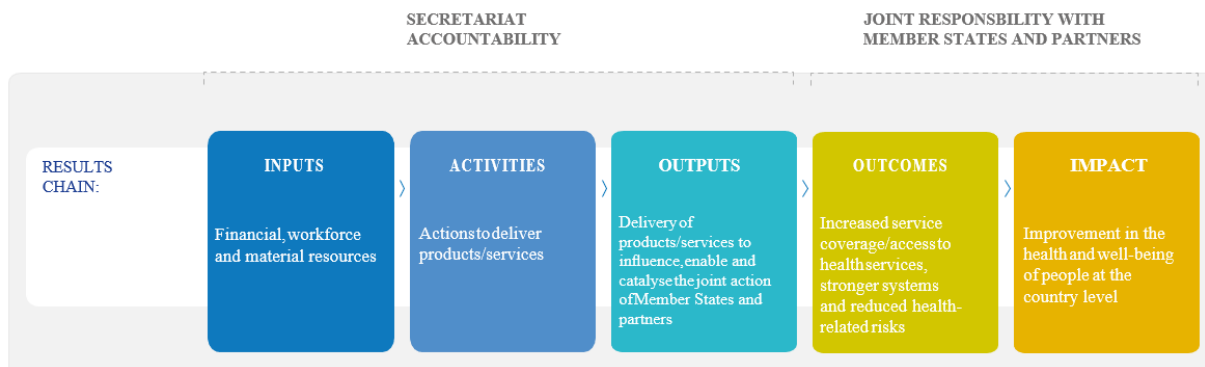 SECRETARIAT
ACCOUNTABILITY
JOINT RESPONSBILITY WITH
MEMBER STATES AND PARTNERS
RESULTS
CHAIN:
INPUTS
Financial, workforce
and material resources
ACTIVITIES
Actions to deliver
products/services
OUTPUTS
Delivery of
products/services to
influence, enable and
catalyse the joint action
of Member States and
partners
OUTCOMES
Increased service
coverage/access to
health services,
stronger systems
and reduced health-
related risks
IMPACT
Improvement in the
health and well-being
of people at the
country level